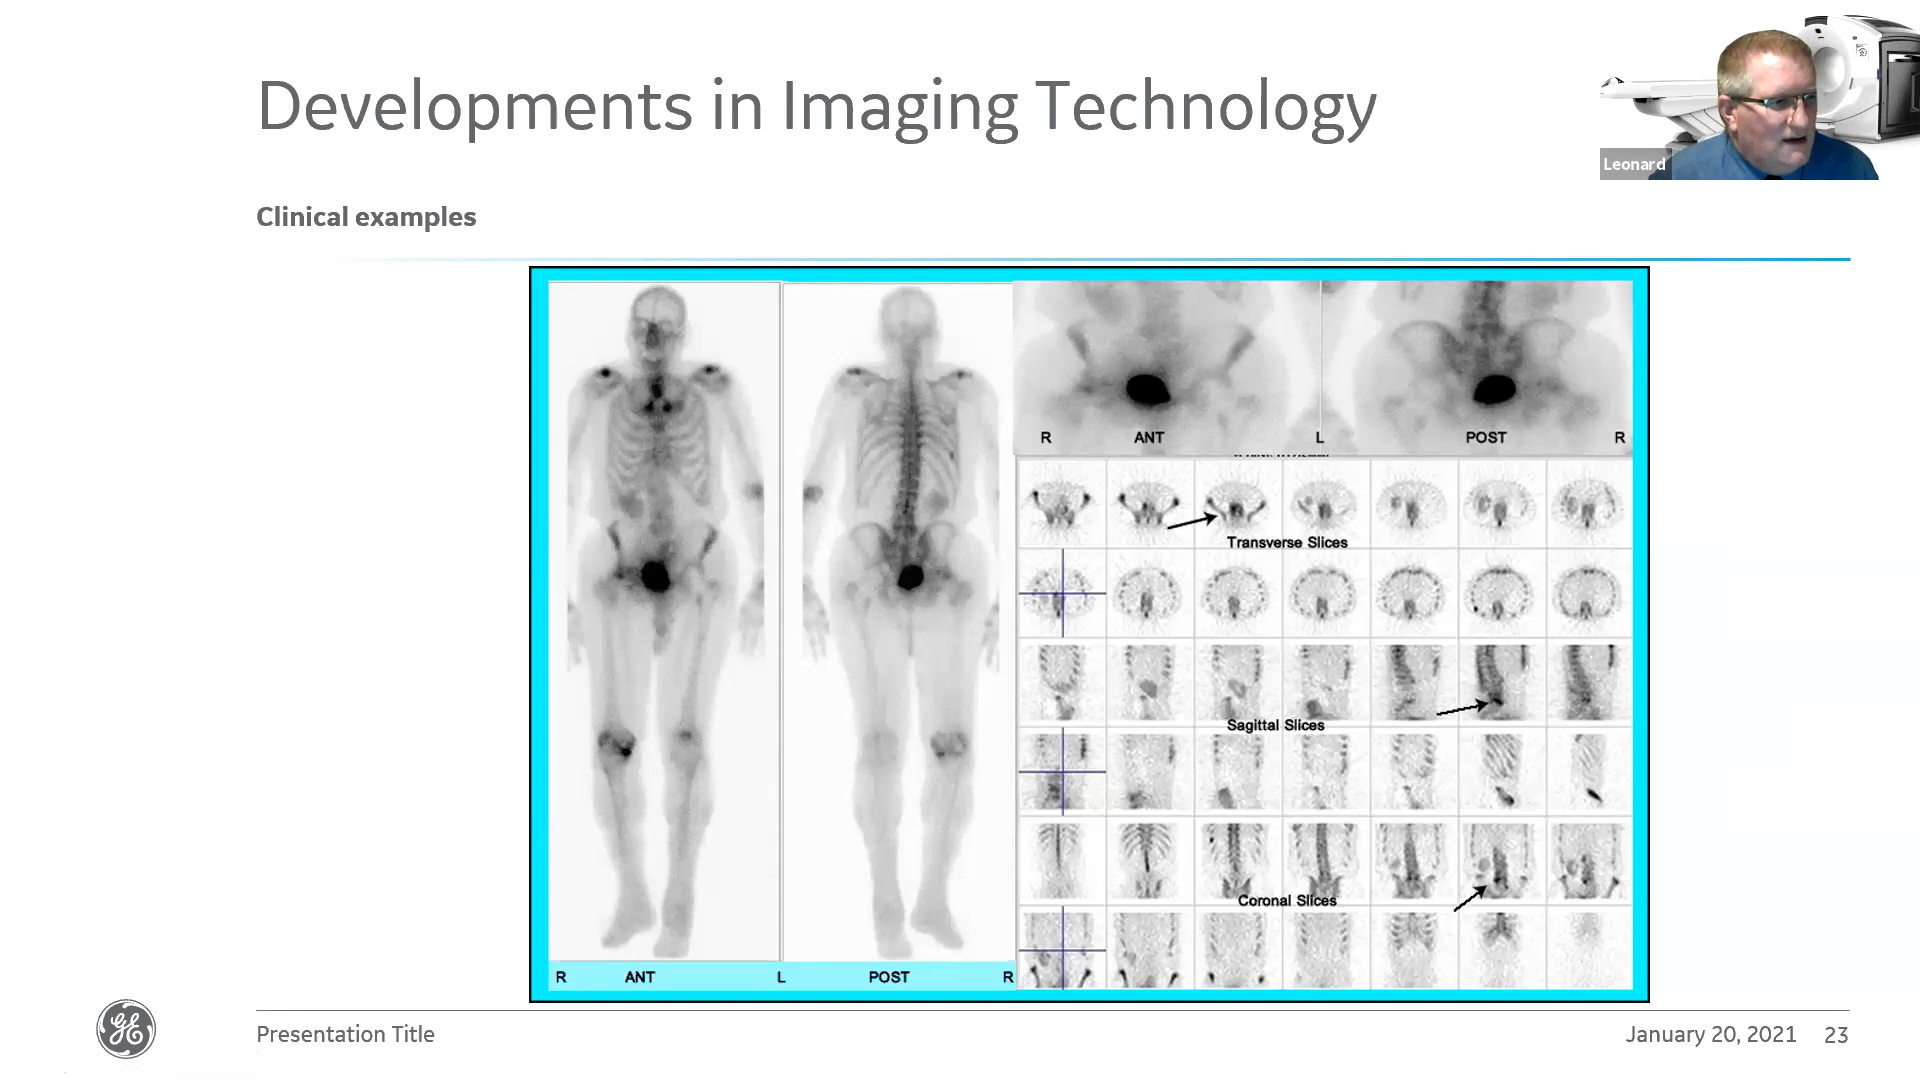 Developments in Imaging Technology
Leonard
Clinical examples
R ANT L POST R
R ANT L POST R
Transverse Slices
Sagittal Slices
Coronal Slices
Presentation Title
January 20, 2021 23